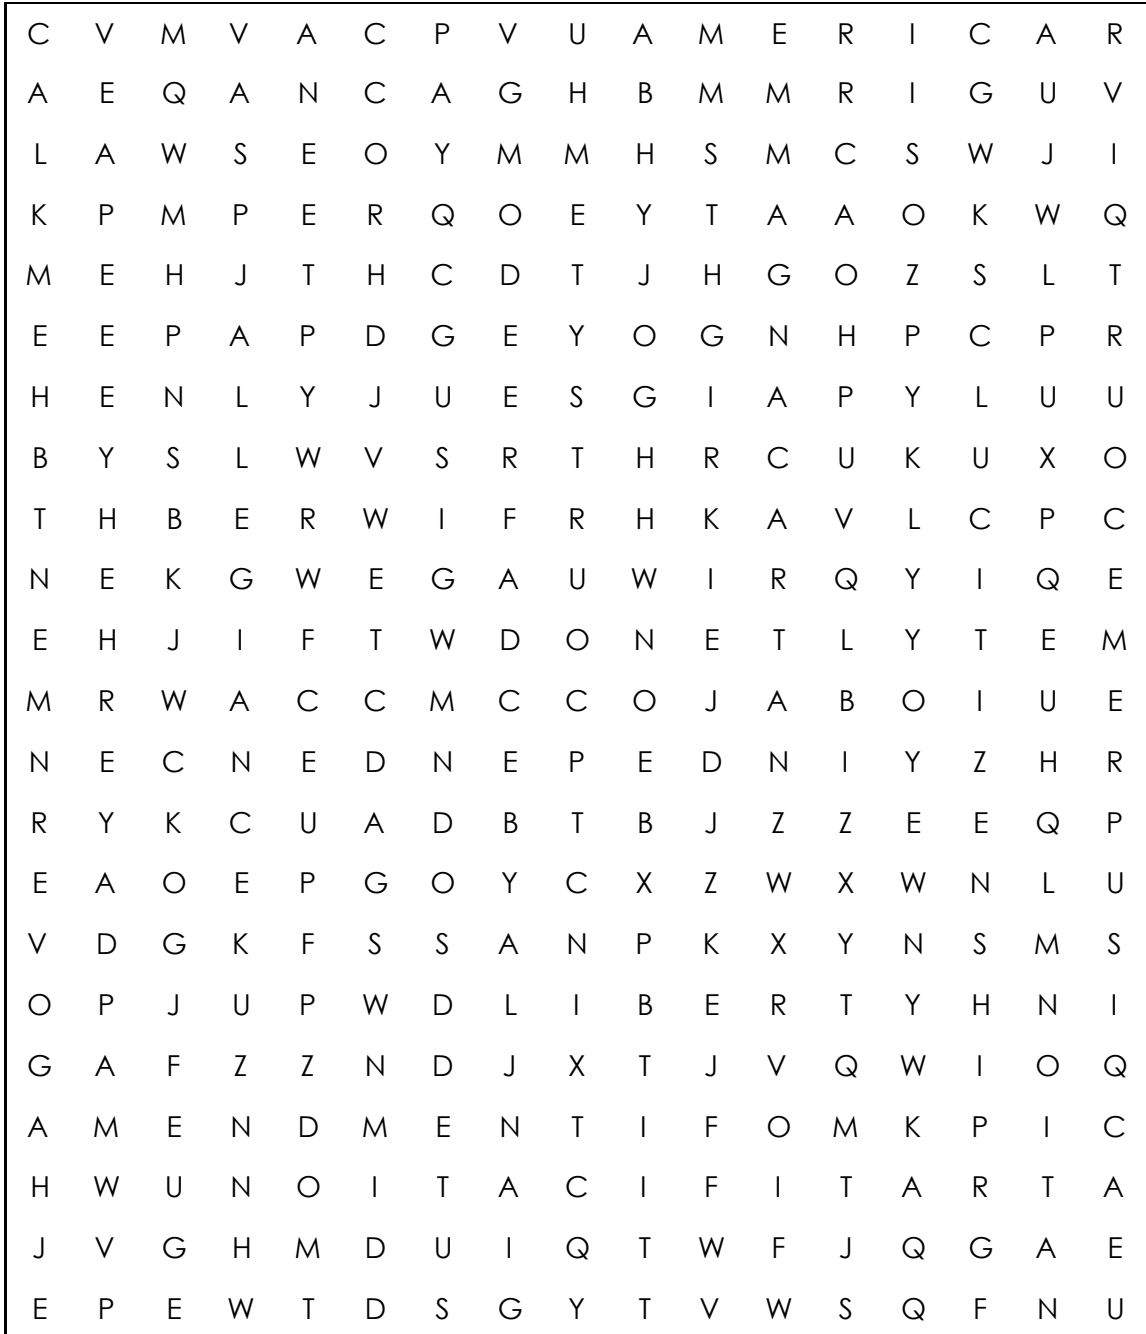 C V M V A C P V U A M E R I C A R
A E Q A N C A G H B M M R I G U V
L A W S E O Y M M H S M C S W J I
K P M P E R Q O E Y T A A O K W Q
M E H J T H C D T J H G O Z S L T
E E P A P D G E Y O G N H P C P R
H E N L Y J U E S G I A P Y L U U
B Y S L W V S R T H R C U K U X O
T H B E R W I F R H K A V L C P C
N E K G W E G A U W I R Q Y I Q E
E H J I F T W D O N E T L Y T E M
M R W A C C M C C O J A B O I U E
N E C N E D N E P E D N I Y Z H R
R Y K C U A D B T B J Z Z E E Q P
E A O E P G O Y C X Z W X W N L U
V D G K F S S A N P K X Y N S M S
O P J U P W D L I B E R T Y H N I
G A F Z Z N D J X T J V Q W I O Q
A M E N D M E N T I F O M K P I C
H W U N O I T A C I F I T A R T A
J V G H M D U I Q T W F J Q G A E
E P E W T D S G Y T V W S Q F N U